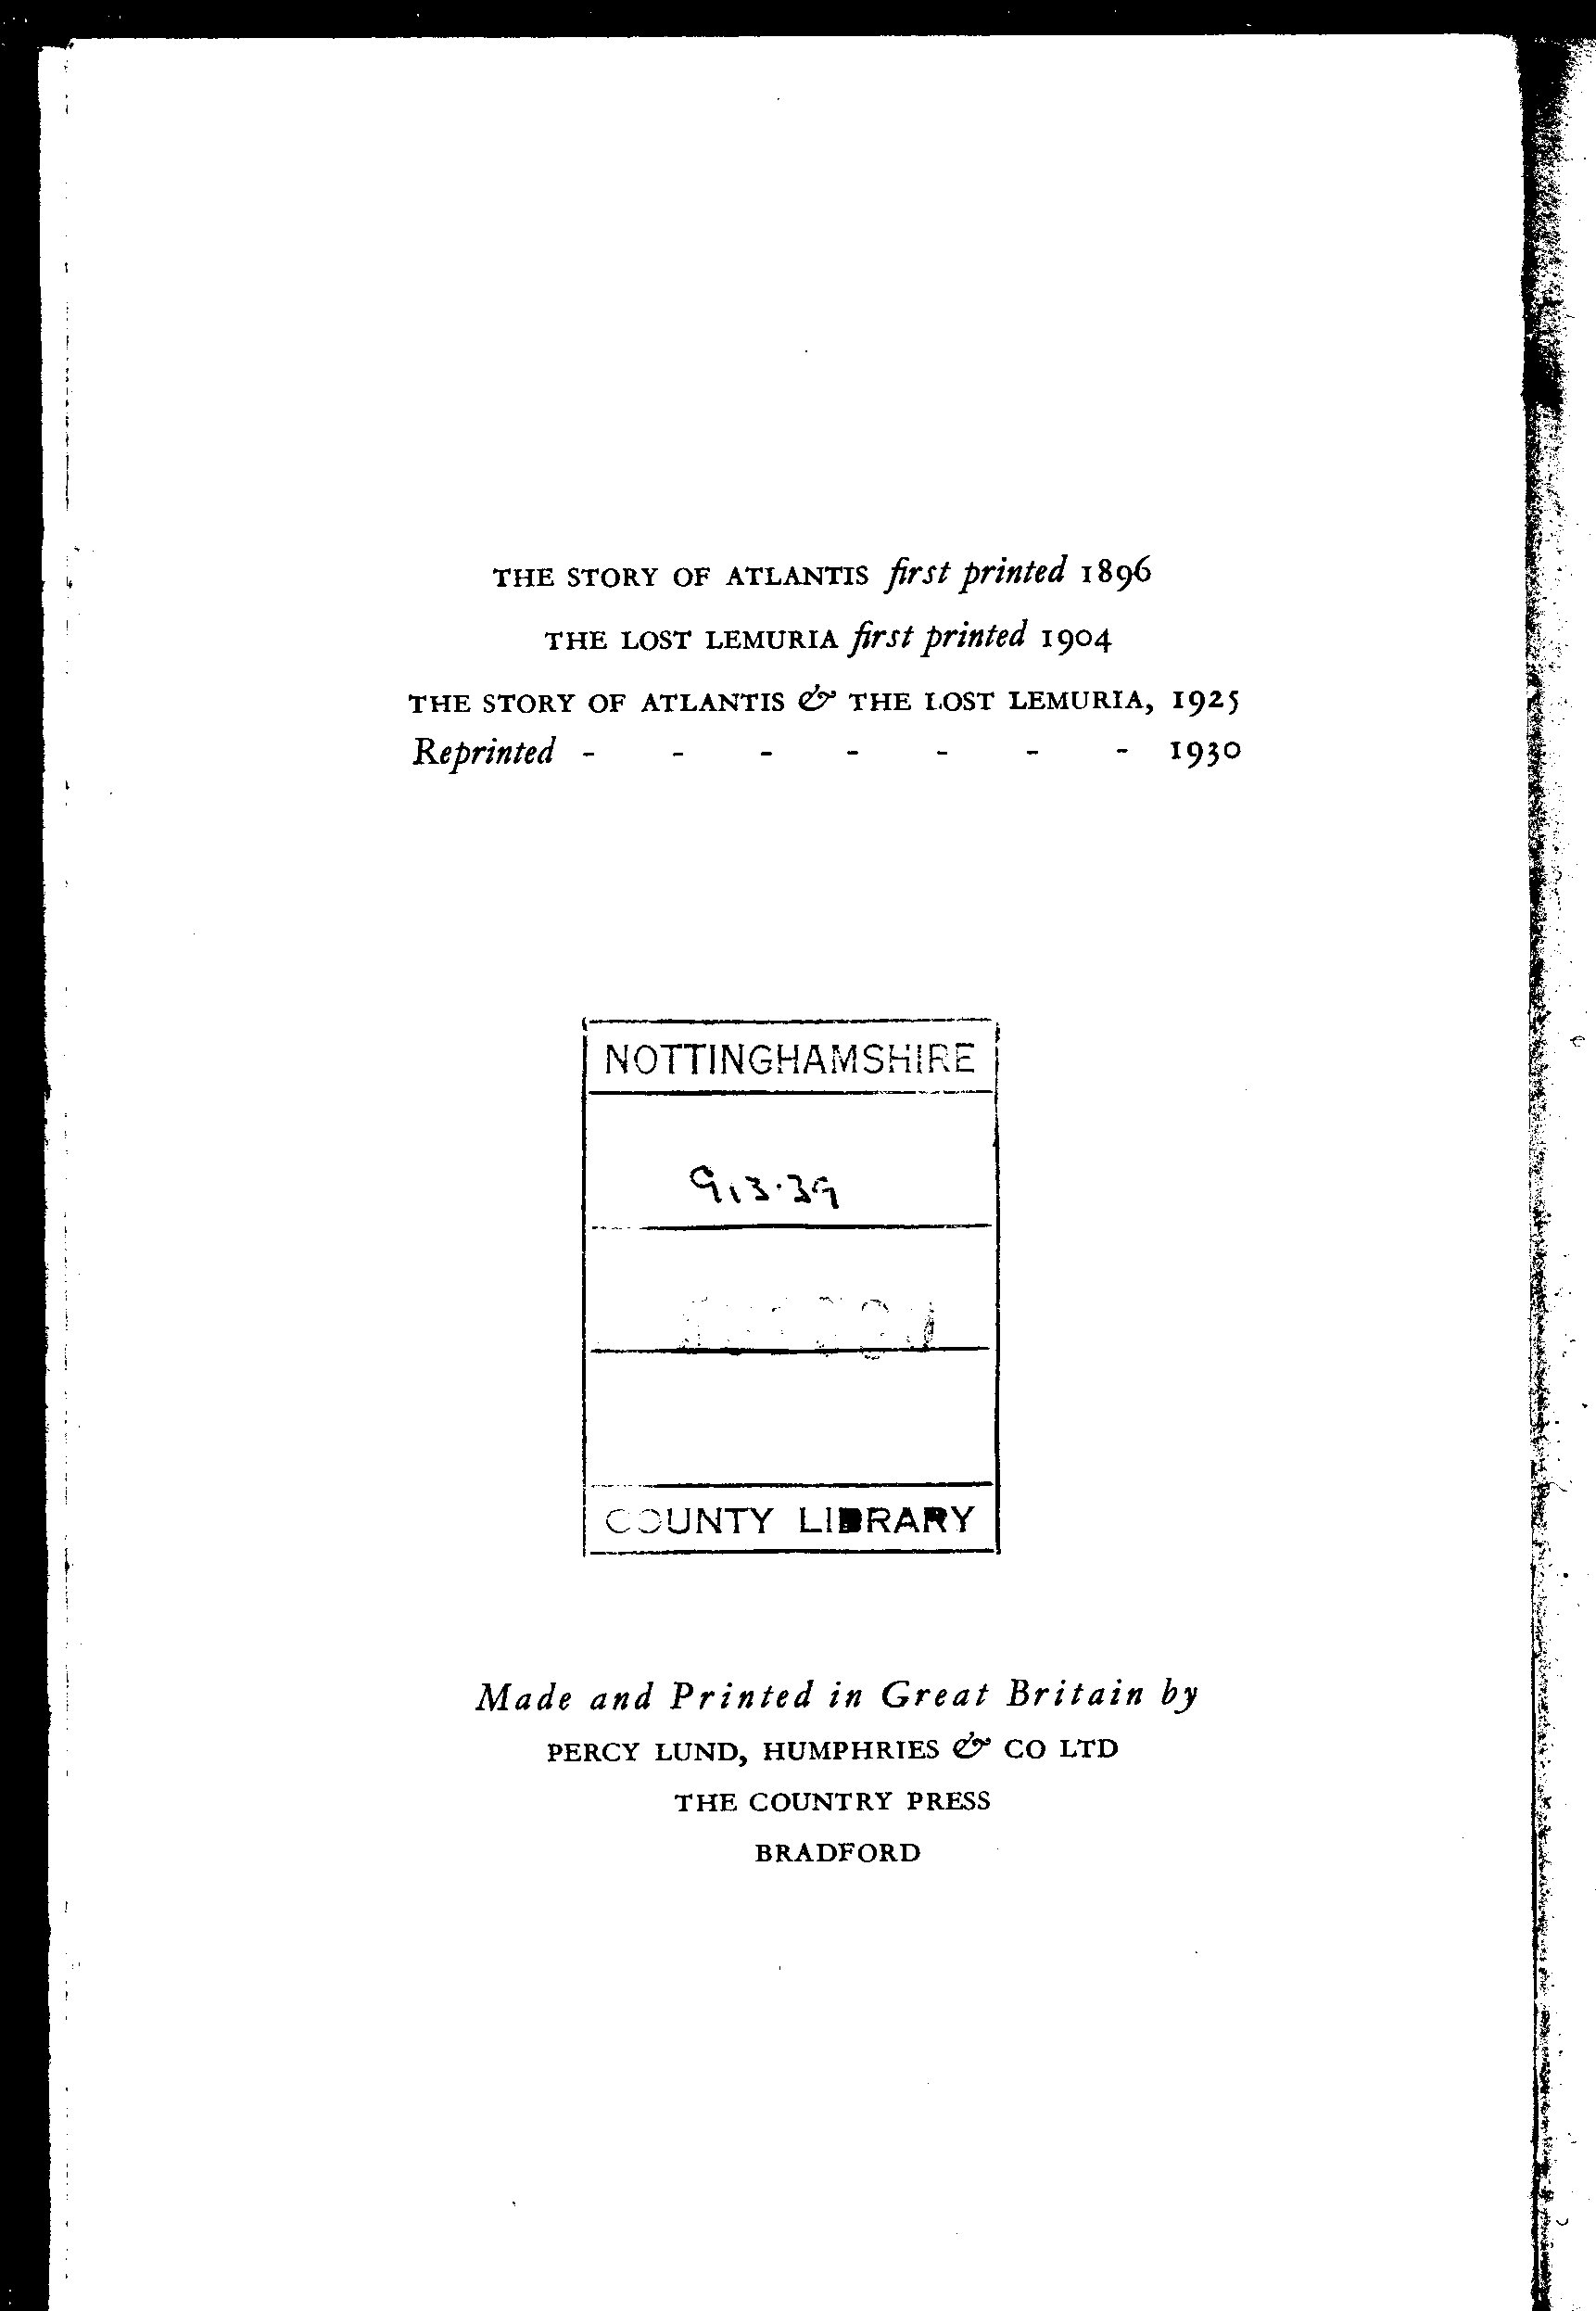 THE STORY OF ATLANTIS first printed 1896
THE LOST LEMURIA first printed 1904
THE STORY OF ATLANTIS & THE LOST LEMURIA, 1925
Reprinted - - - - - - - 1930
NOTTINGHAMSHIRE
913.39
COUNTY LIBRARY
Made and Printed in Great Britain by
PERCY LUND, HUMPHRIES & CO LTD
THE COUNTRY PRESS
BRADFORD